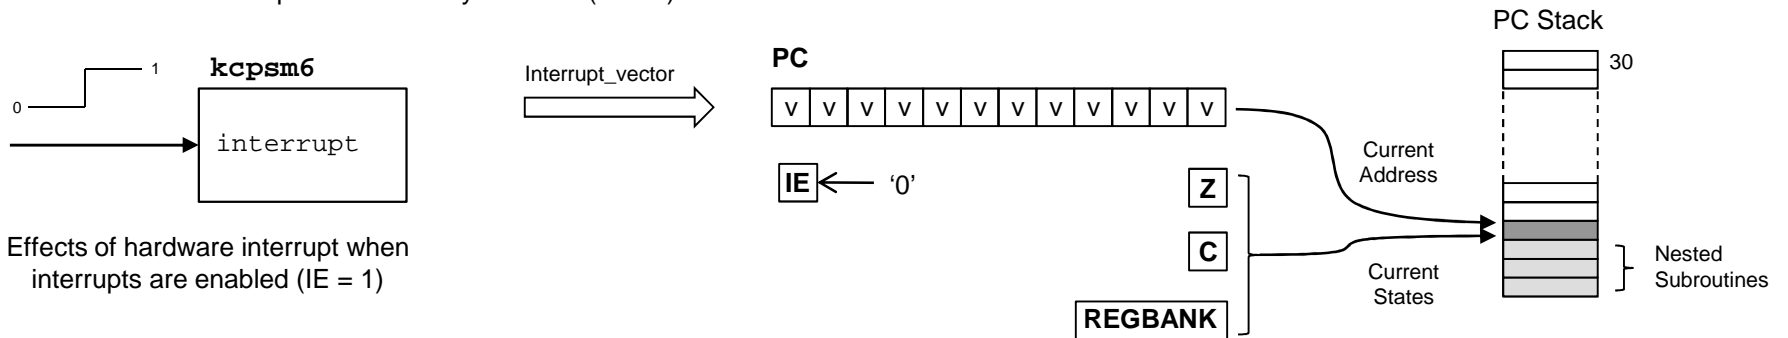 PC Stack
30
1
0
kcpsm6
interrupt
Interrupt_vector
PC
v v v v v v v v v v v v
IE
‘0’
Z
C
REGBANK
Current
Address
Current
States
Nested
Subroutines
Effects of hardware interrupt when
interrupts are enabled (IE = 1)